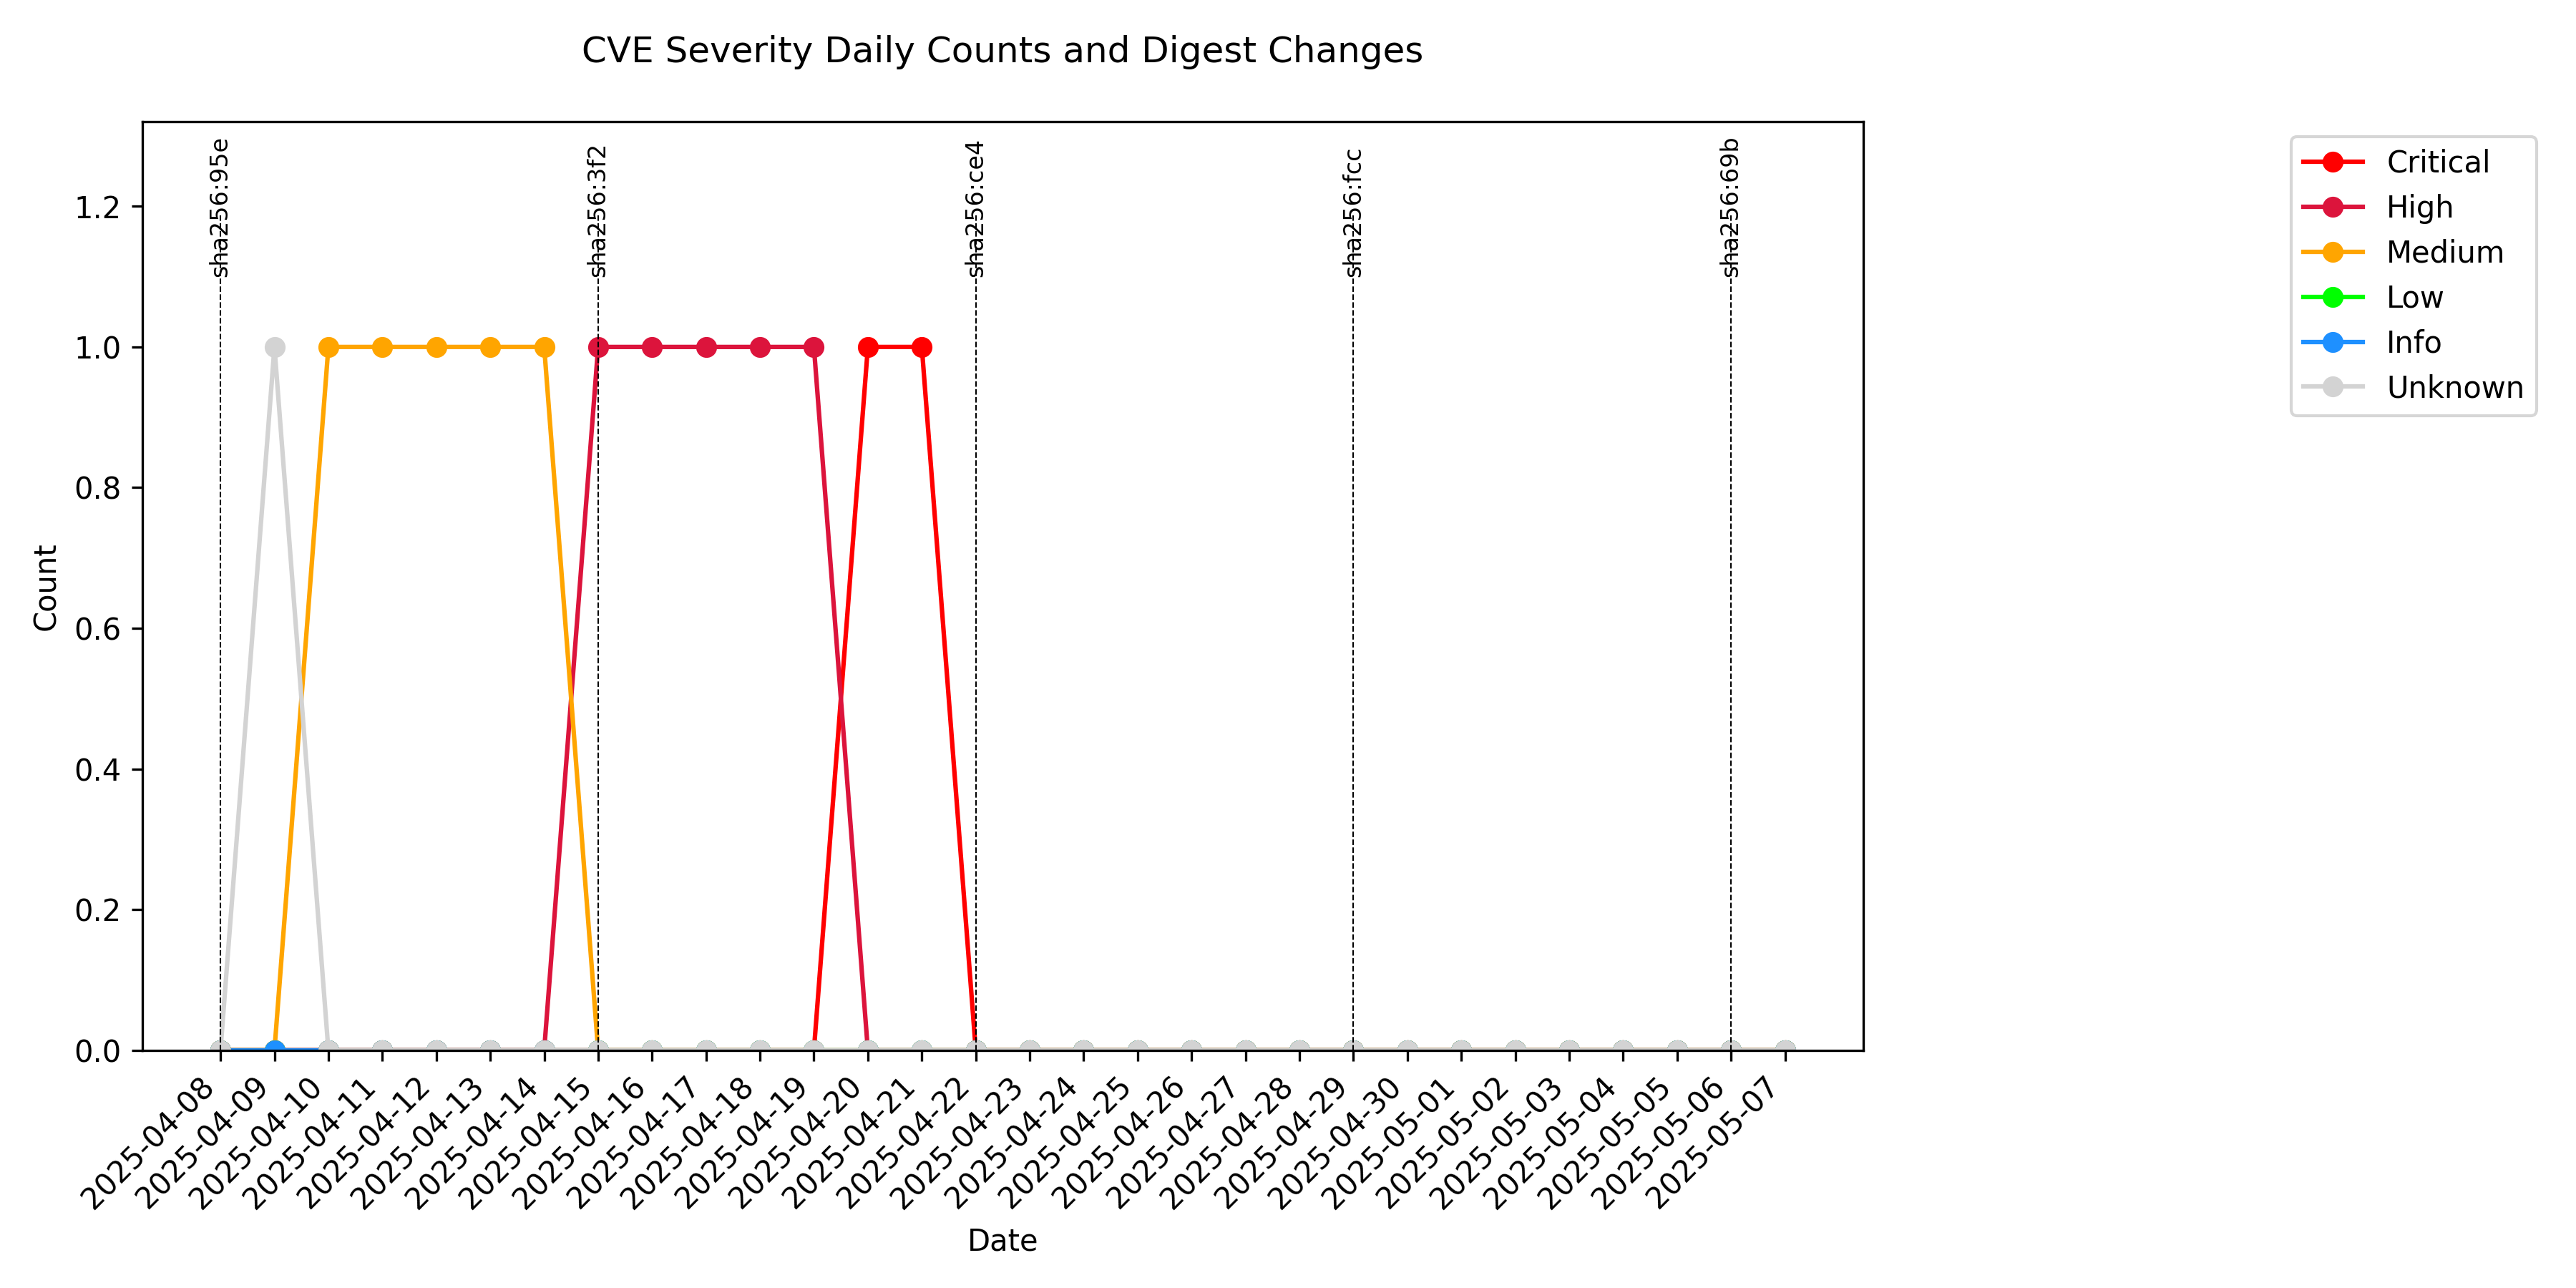 CVE Severity Daily Counts and Digest Changes
sha256:95e
sha256:3f2
sha256:ce4
sha256:fcc
sha256:69b
Critical
High
Medium
Low
Info
Unknown
1.2
1.0
0.8
0.6
0.4
0.2
0.0
Count
2025-04-08
2025-04-09
2025-04-10
2025-04-11
2025-04-12
2025-04-13
2025-04-14
2025-04-15
2025-04-16
2025-04-17
2025-04-18
2025-04-19
2025-04-20
2025-04-21
2025-04-22
2025-04-23
2025-04-24
2025-04-25
2025-04-26
2025-04-27
2025-04-28
2025-04-29
2025-04-30
2025-05-01
2025-05-02
2025-05-03
2025-05-04
2025-05-05
2025-05-06
2025-05-07
Date